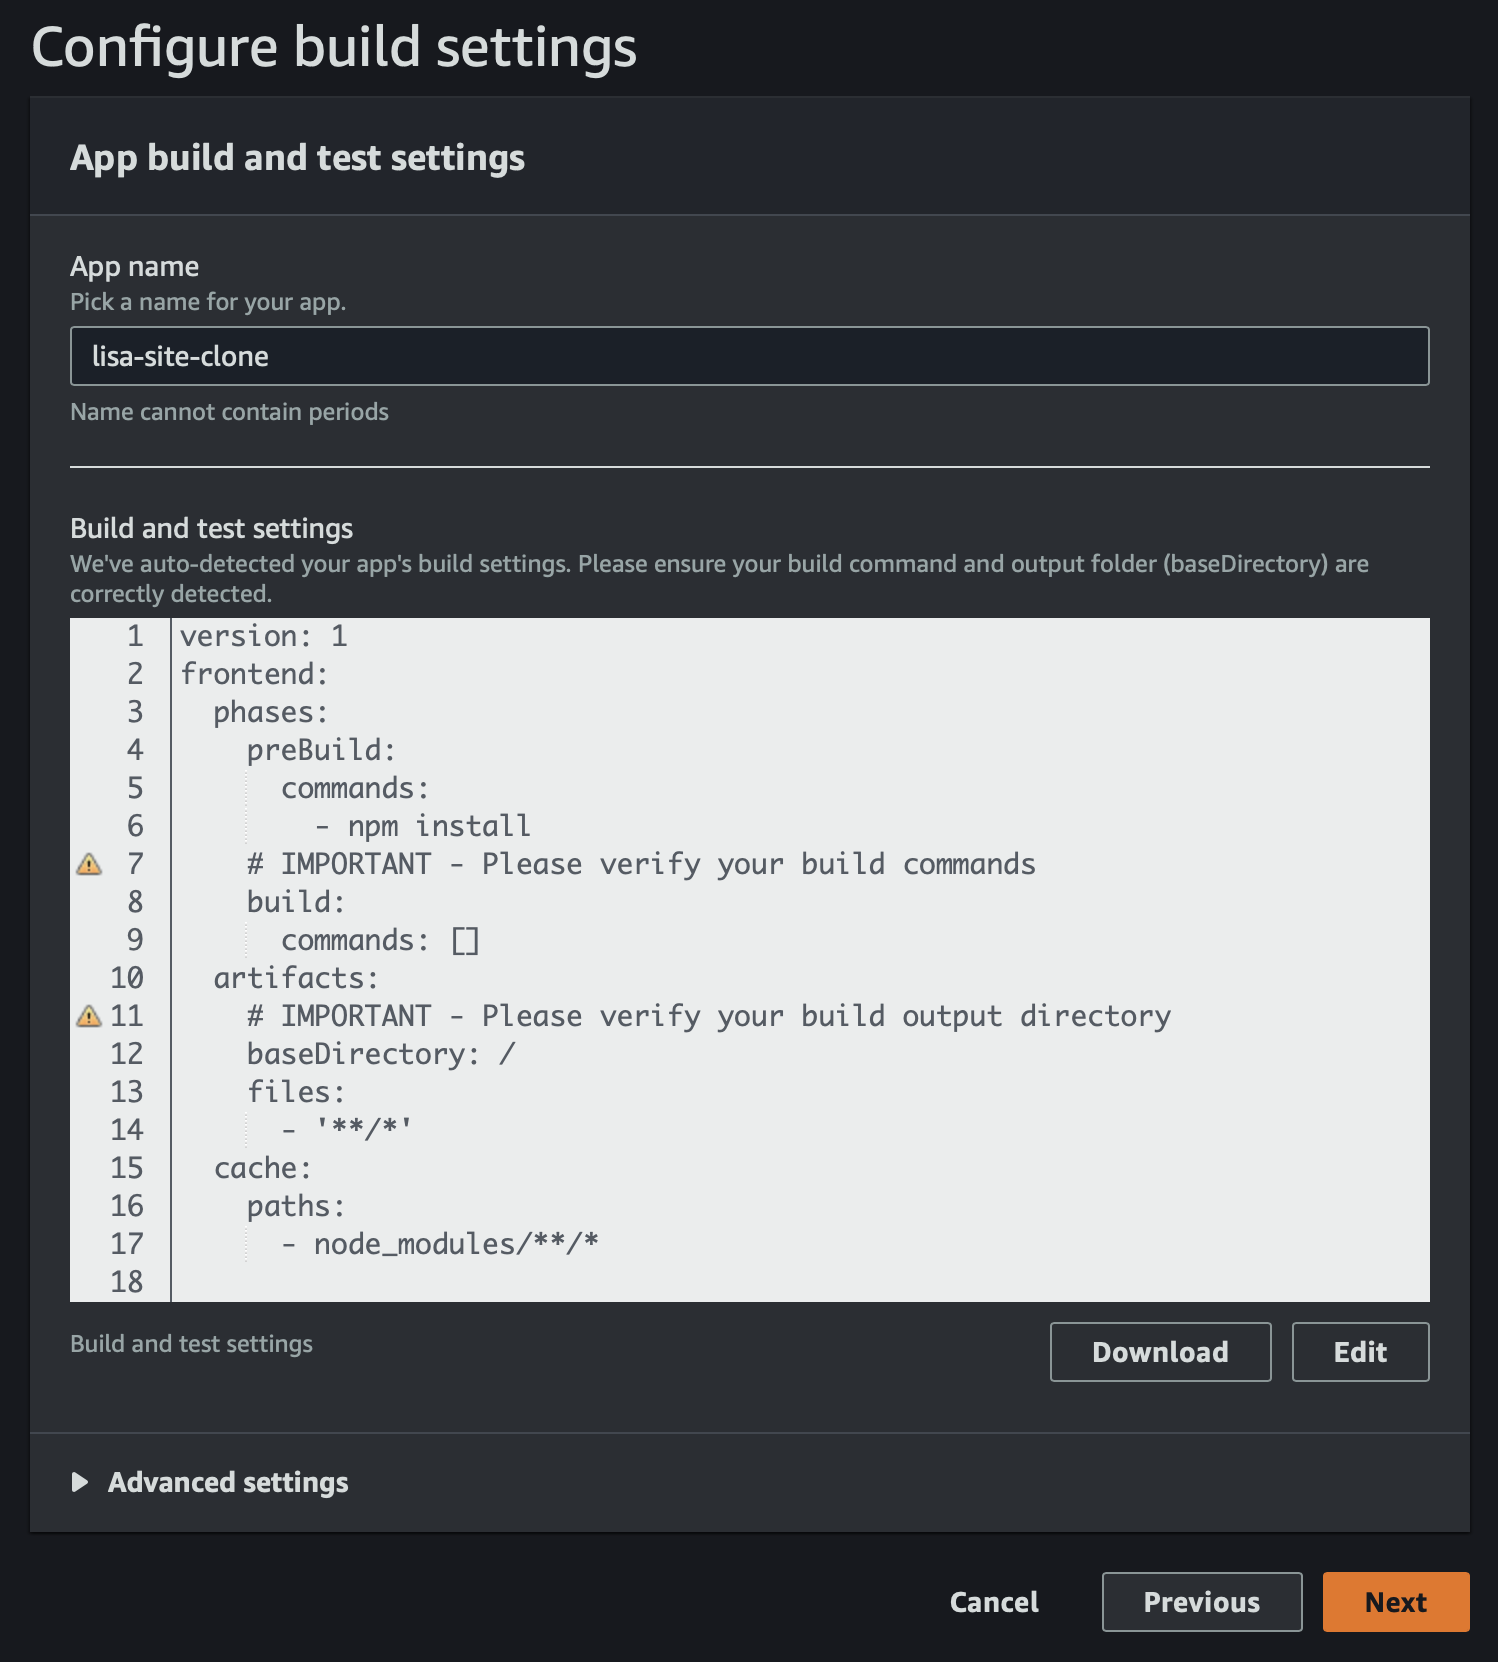 Configure build settings
App build and test settings
App name
Pick a name for your app.
lisa-site-clone
Name cannot contain periods
Build and test settings
We've auto-detected your app's build settings. Please ensure your build command and output folder (baseDirectory) are
correctly detected.
1 version: 1
2 frontend:
3   phases:
4     preBuild:
5       commands:
6         - npm install
7     # IMPORTANT - Please verify your build commands
8     build:
9       commands: []
10   artifacts:
11     # IMPORTANT - Please verify your build output directory
12     baseDirectory: /
13     files:
14       - '**/*'
15   cache:
16     paths:
17       - node_modules/**/*
18
Build and test settings
Download
Edit
Advanced settings
Cancel
Previous
Next